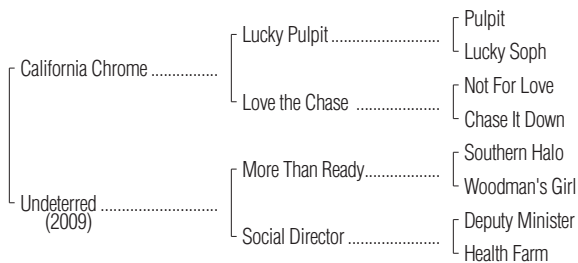 Pulpit
Lucky Pulpit
Lucky Soph
California Chrome
Not For Love
Love the Chase
Chase It Down
Southern Halo
More Than Ready
Woodman's Girl
Undeterred
(2009)
Deputy Minister
Social Director
Health Farm